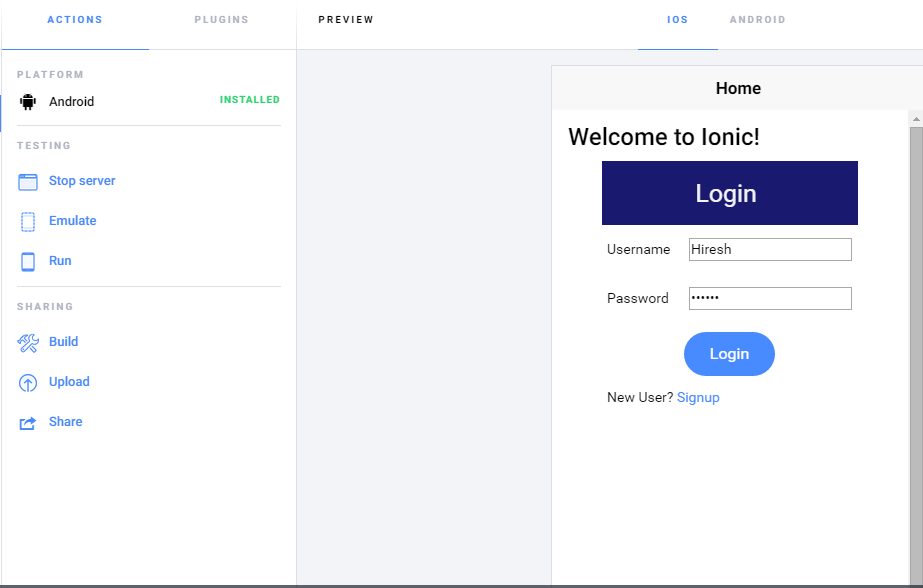 ACTIONS PLUGINS PREVIEW IOS ANDROID
PLATFORM
Android INSTALLED
TESTING
Stop server
Emulate
Run
SHARING
Build
Upload
Share
Home
Welcome to Ionic!
Login
Username Hiresh
Password ••••••
Login
New User? Signup